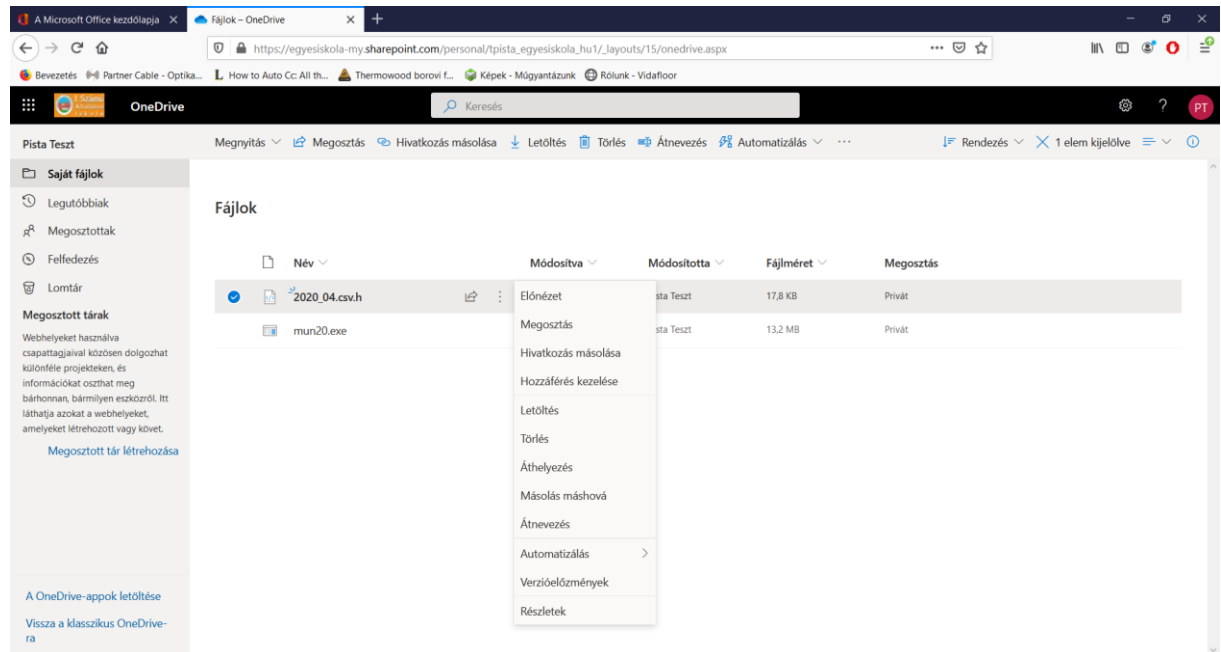 A Microsoft Office kezdőlapja
Fájlok – OneDrive
https://egyesiskola-my.sharepoint.com/personal/tpista_egyesiskola_hu1/_layouts/15/onedrive.aspx
Bevezetés
Partner Cable - Optika...
How to Auto Cc: All th...
Thermowood borovi f...
Képek - Műgyantázunk
Rólunk - Vidafloor
OneDrive
Keresés
?
PT
Pista Teszt
Megnyitás
Megosztás
Hivatkozás másolása
Letöltés
Törlés
Átnevezés
Automatizálás
Rendezés
1 elem kijelölve
Saját fájlok
Legutóbbiak
Megosztottak
Felfedezés
Lomtár
Megosztott tárak
Webhelyeket használva
csapattagjaival közösen dolgozhat
különféle projekteken, és
információkat oszthat meg
bárhonnan, bármilyen eszközről. Itt
láthatja azokat a webhelyeket,
amelyeket létrehozott vagy követ.
Megosztott tár létrehozása
A OneDrive-appok letöltése
Vissza a klasszikus OneDrive-
ra
Fájlok
Név Módosítva Módosította Fájlméret Megosztás
2020_04.csv.h sta Teszt 17,8 KB Privát
mun20.exe sta Teszt 13,2 MB Privát
Előnézet
Megosztás
Hivatkozás másolása
Hozzáférés kezelése
Letöltés
Törlés
Áthelyezés
Másolás máshová
Átnevezés
Automatizálás
Verzióelőzmények
Részletek